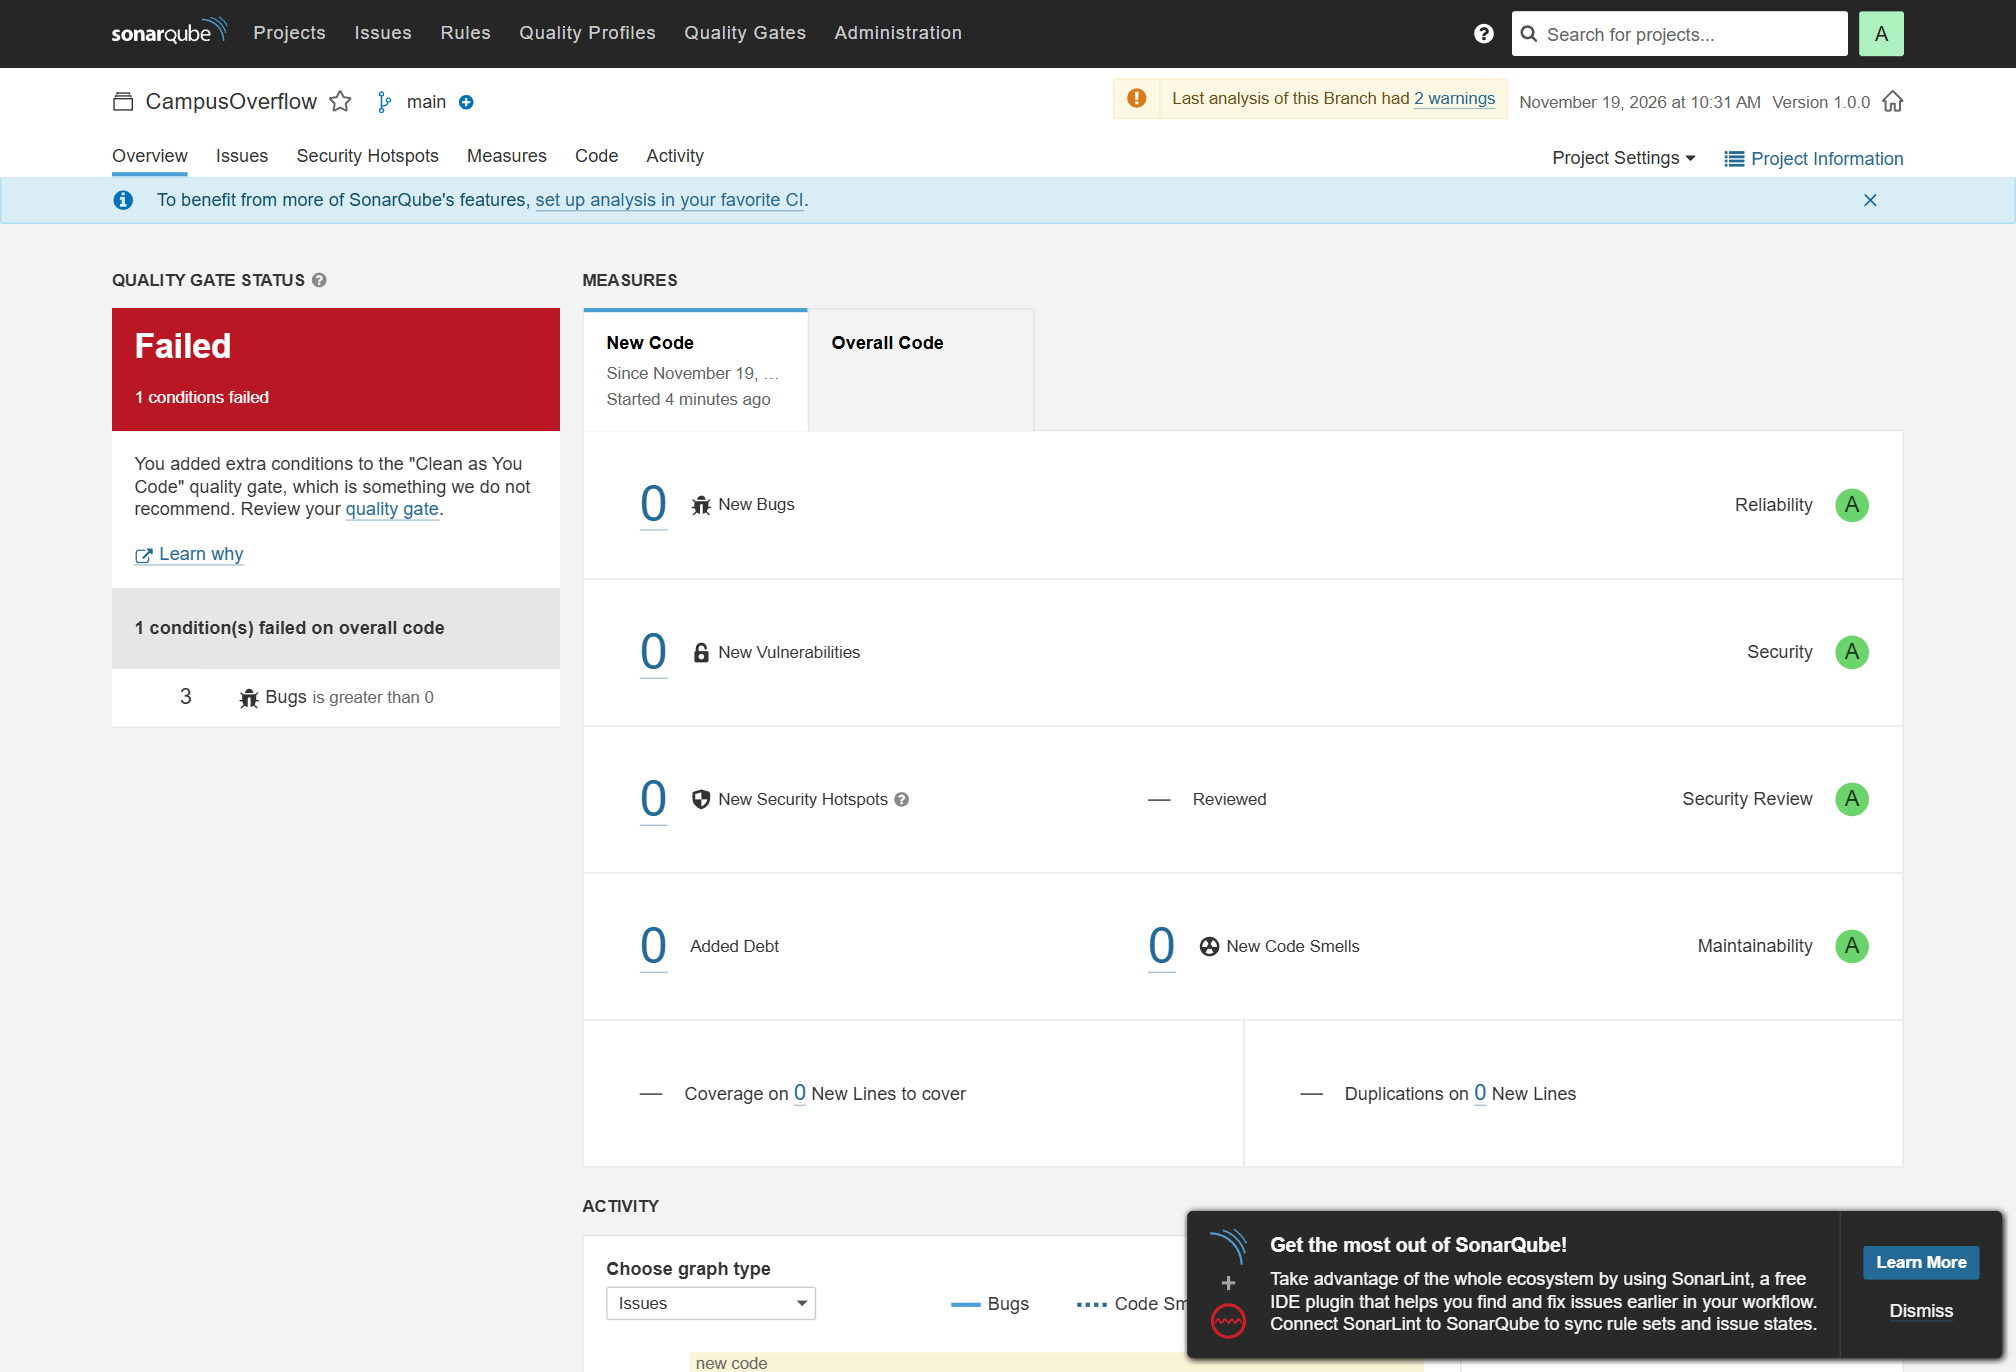 sonarqube Projects Issues Rules Quality Profiles Quality Gates Administration ? Search for projects... A
CampusOverflow main Last analysis of this Branch had 2 warnings November 19, 2026 at 10:31 AM Version 1.0.0
Overview Issues Security Hotspots Measures Code Activity Project Settings Project Information
To benefit from more of SonarQube's features, set up analysis in your favorite CI.
QUALITY GATE STATUS ?
Failed
1 conditions failed
You added extra conditions to the "Clean as You
Code" quality gate, which is something we do not
recommend. Review your quality gate.
Learn why
1 condition(s) failed on overall code
3 Bugs is greater than 0
MEASURES
New Code
Since November 19, …
Started 4 minutes ago
Overall Code
0 New Bugs Reliability A
0 New Vulnerabilities Security A
0 New Security Hotspots ? — Reviewed Security Review A
0 Added Debt 0 New Code Smells Maintainability A
— Coverage on 0 New Lines to cover — Duplications on 0 New Lines
ACTIVITY
Choose graph type
Issues Bugs Code Sm
new code
Get the most out of SonarQube!
Take advantage of the whole ecosystem by using SonarLint, a free
IDE plugin that helps you find and fix issues earlier in your workflow.
Connect SonarLint to SonarQube to sync rule sets and issue states.
Learn More
Dismiss